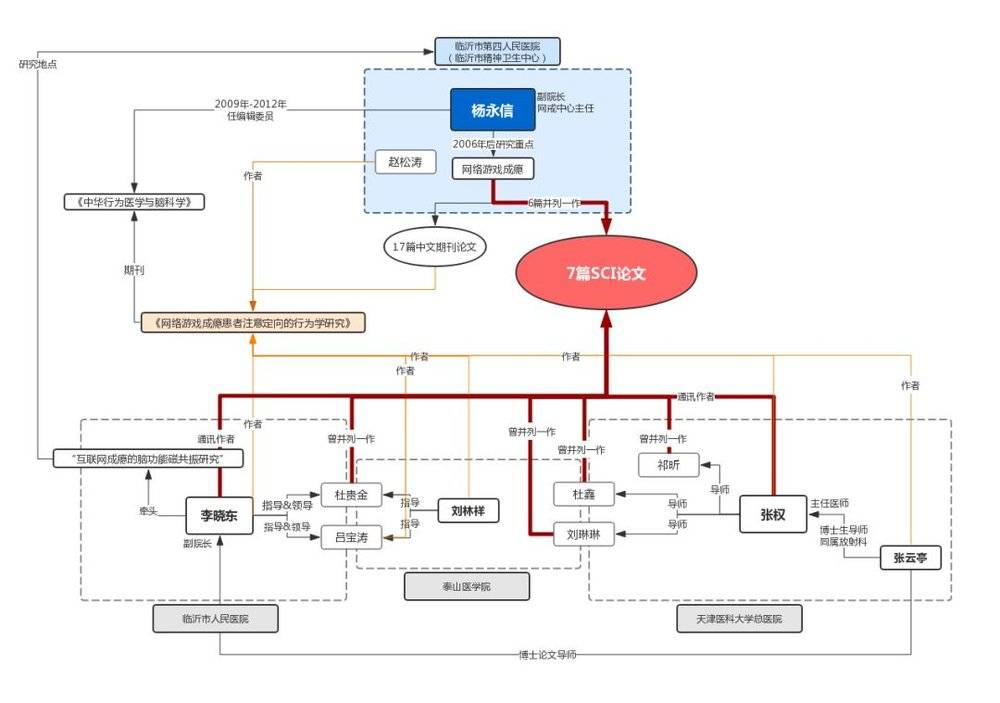 临沂市第四人民医院
（临沂市精神卫生中心）
研究地点
杨永信
副院长
网戒中心主任
2009年-2012年
任编辑委员
2006年后研究重点
赵松涛
网络游戏成瘾
作者
《中华行为医学与脑科学》
6篇并列一作
17篇中文期刊论文
7篇SCI论文
期刊
《网络游戏成瘾患者注意定向的行为学研究》
作者
作者
作者
作者
通讯作者
作者
通讯作者
曾并列一作
曾并列一作
曾并列一作
曾并列一作
“互联网成瘾的脑功能磁共振研究”
祁昕
牵头
李晓东
副院长
指导&领导
指导&领导
杜贵金
吕宝涛
指导
指导
刘林祥
杜鑫
刘琳琳
导师
导师
导师
张权
主任医师
博士生导师
同属放射科
张云亭
泰山医学院
临沂市人民医院
天津医科大学总医院
博士论文导师